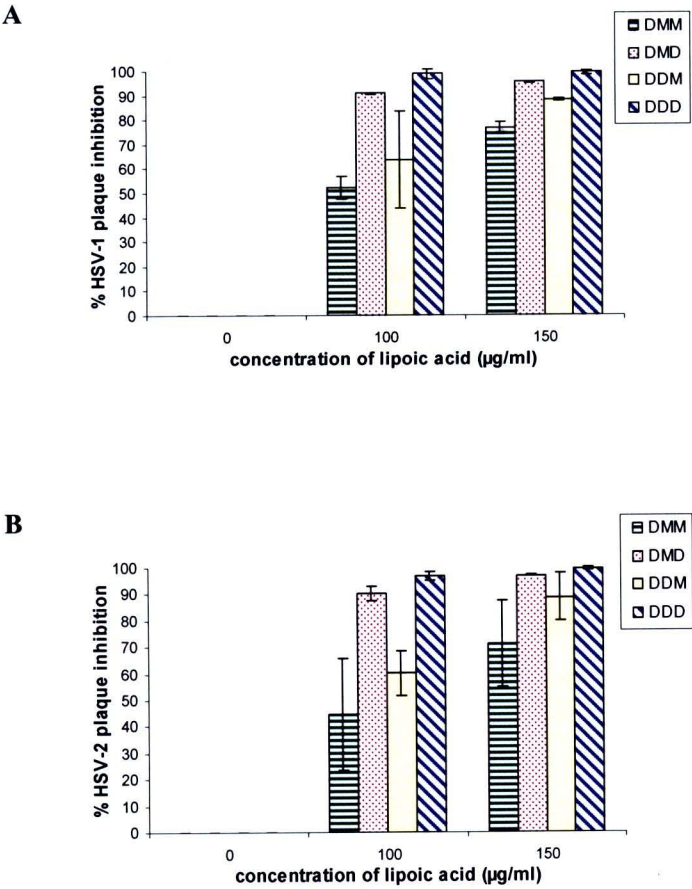 A
DMM
DMD
DDM
DDD
% HSV-1 plaque inhibition
100
90
80
70
60
50
40
30
20
10
0
0 100 150
concentration of lipoic acid (µg/ml)
B
DMM
DMD
DDM
DDD
% HSV-2 plaque inhibition
100
90
80
70
60
50
40
30
20
10
0
0 100 150
concentration of lipoic acid (µg/ml)